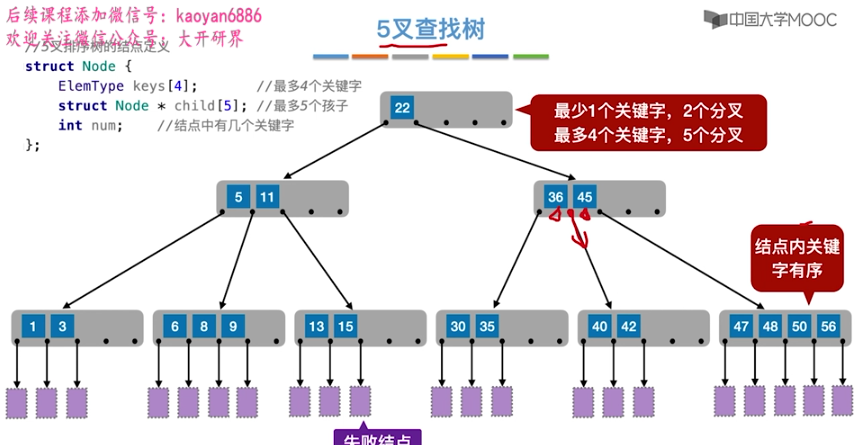 后续课程添加微信号：kaoyan6886
欢迎关注微信公众号：大开研界
5叉查找树
中国大学MOOC
//5叉排序树的结点定义
struct Node {
ElemType keys[4]; //最多4个关键字
struct Node * child[5]; //最多5个孩子
int num; //结点中有几个关键字
};
22
最少1个关键字，2个分叉
最多4个关键字，5个分叉
5 11
36 45
结点内关键
字有序
1 3
6 8 9
13 15
30 35
40 42
47 48 50 56
失败结点